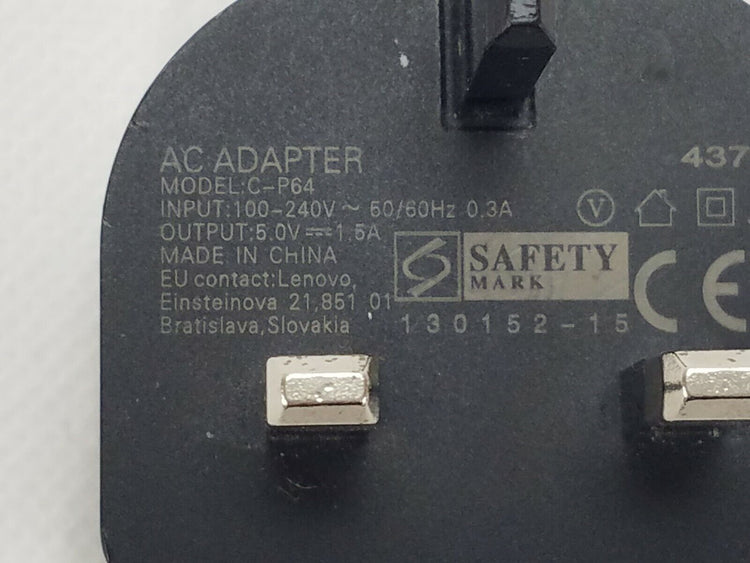 AC ADAPTER
437
MODEL:C-P64
INPUT:100-240V ~ 50/60Hz 0.3A
V
OUTPUT:5.0V⎓1.5A
MADE IN CHINA
EU contact:Lenovo,
Einsteinova 21,851 01
Bratislava,Slovakia
S SAFETY
MARK
130152-15
CE